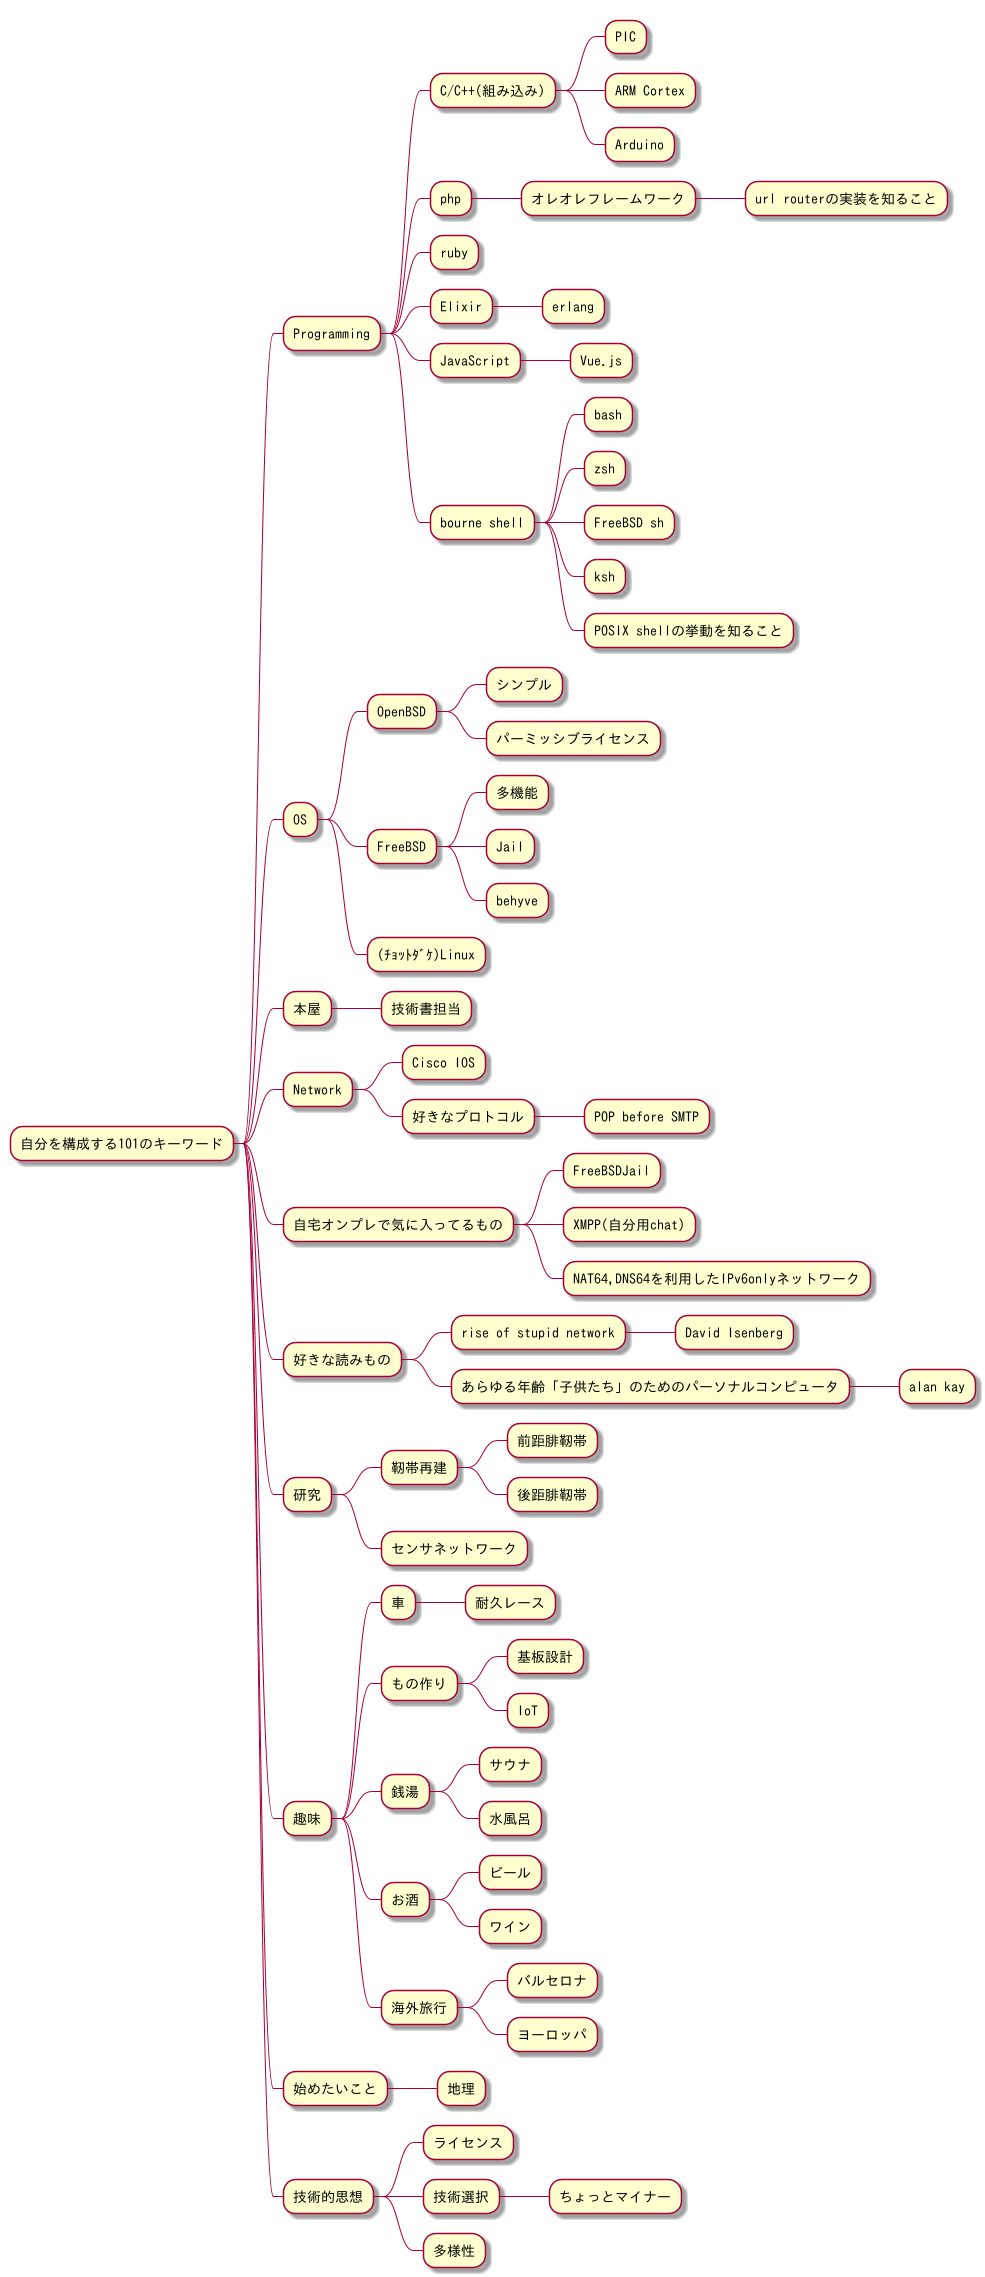 自分を構成する101のキーワード
Programming
C/C++(組み込み)
PIC
ARM Cortex
Arduino
php
オレオレフレームワーク
url routerの実装を知ること
ruby
Elixir
erlang
JavaScript
Vue.js
bourne shell
bash
zsh
FreeBSD sh
ksh
POSIX shellの挙動を知ること
OS
OpenBSD
シンプル
パーミッシブライセンス
FreeBSD
多機能
Jail
behyve
(ﾁｮｯﾄﾀﾞｹ)Linux
本屋
技術書担当
Network
Cisco IOS
好きなプロトコル
POP before SMTP
自宅オンプレで気に入ってるもの
FreeBSDJail
XMPP(自分用chat)
NAT64,DNS64を利用したIPv6onlyネットワーク
好きな読みもの
rise of stupid network
David Isenberg
あらゆる年齢「子供たち」のためのパーソナルコンピュータ
alan kay
研究
靭帯再建
前距腓靭帯
後距腓靭帯
センサネットワーク
趣味
車
耐久レース
もの作り
基板設計
IoT
銭湯
サウナ
水風呂
お酒
ビール
ワイン
海外旅行
バルセロナ
ヨーロッパ
始めたいこと
地理
技術的思想
ライセンス
技術選択
ちょっとマイナー
多様性